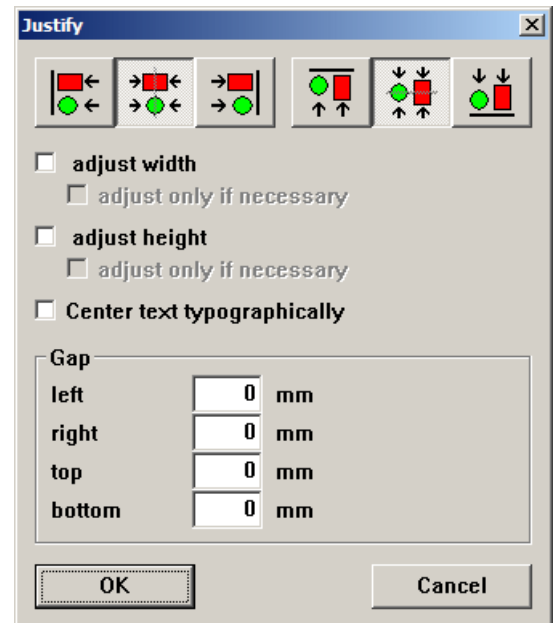 Justify
adjust width
adjust only if necessary
adjust height
adjust only if necessary
Center text typographically
Gap
left 0 mm
right 0 mm
top 0 mm
bottom 0 mm
OK Cancel